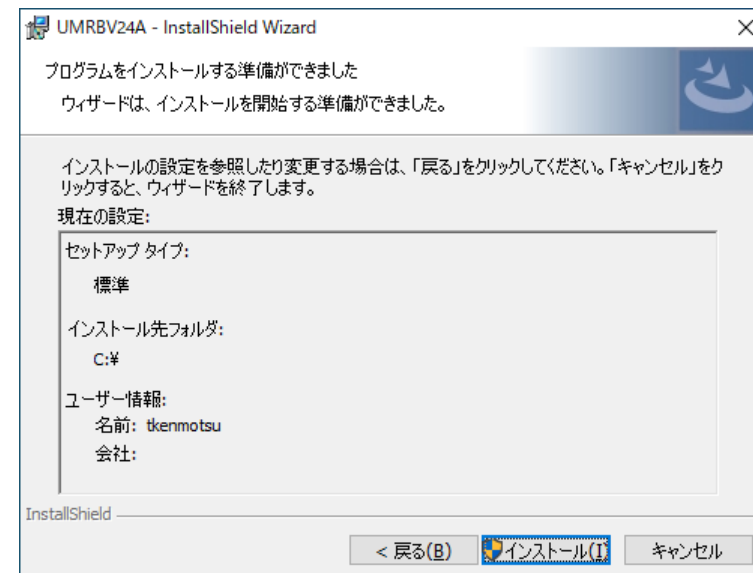 UMRBV24A - InstallShield Wizard
プログラムをインストールする準備ができました
ウィザードは、インストールを開始する準備ができました。
インストールの設定を参照したり変更する場合は、「戻る」をクリックしてください。「キャンセル」をク
リックすると、ウィザードを終了します。
現在の設定:
セットアップ タイプ:
標準
インストール先フォルダ:
C:¥
ユーザー情報:
名前: tkenmotsu
会社:
InstallShield
< 戻る(B) インストール(I) キャンセル